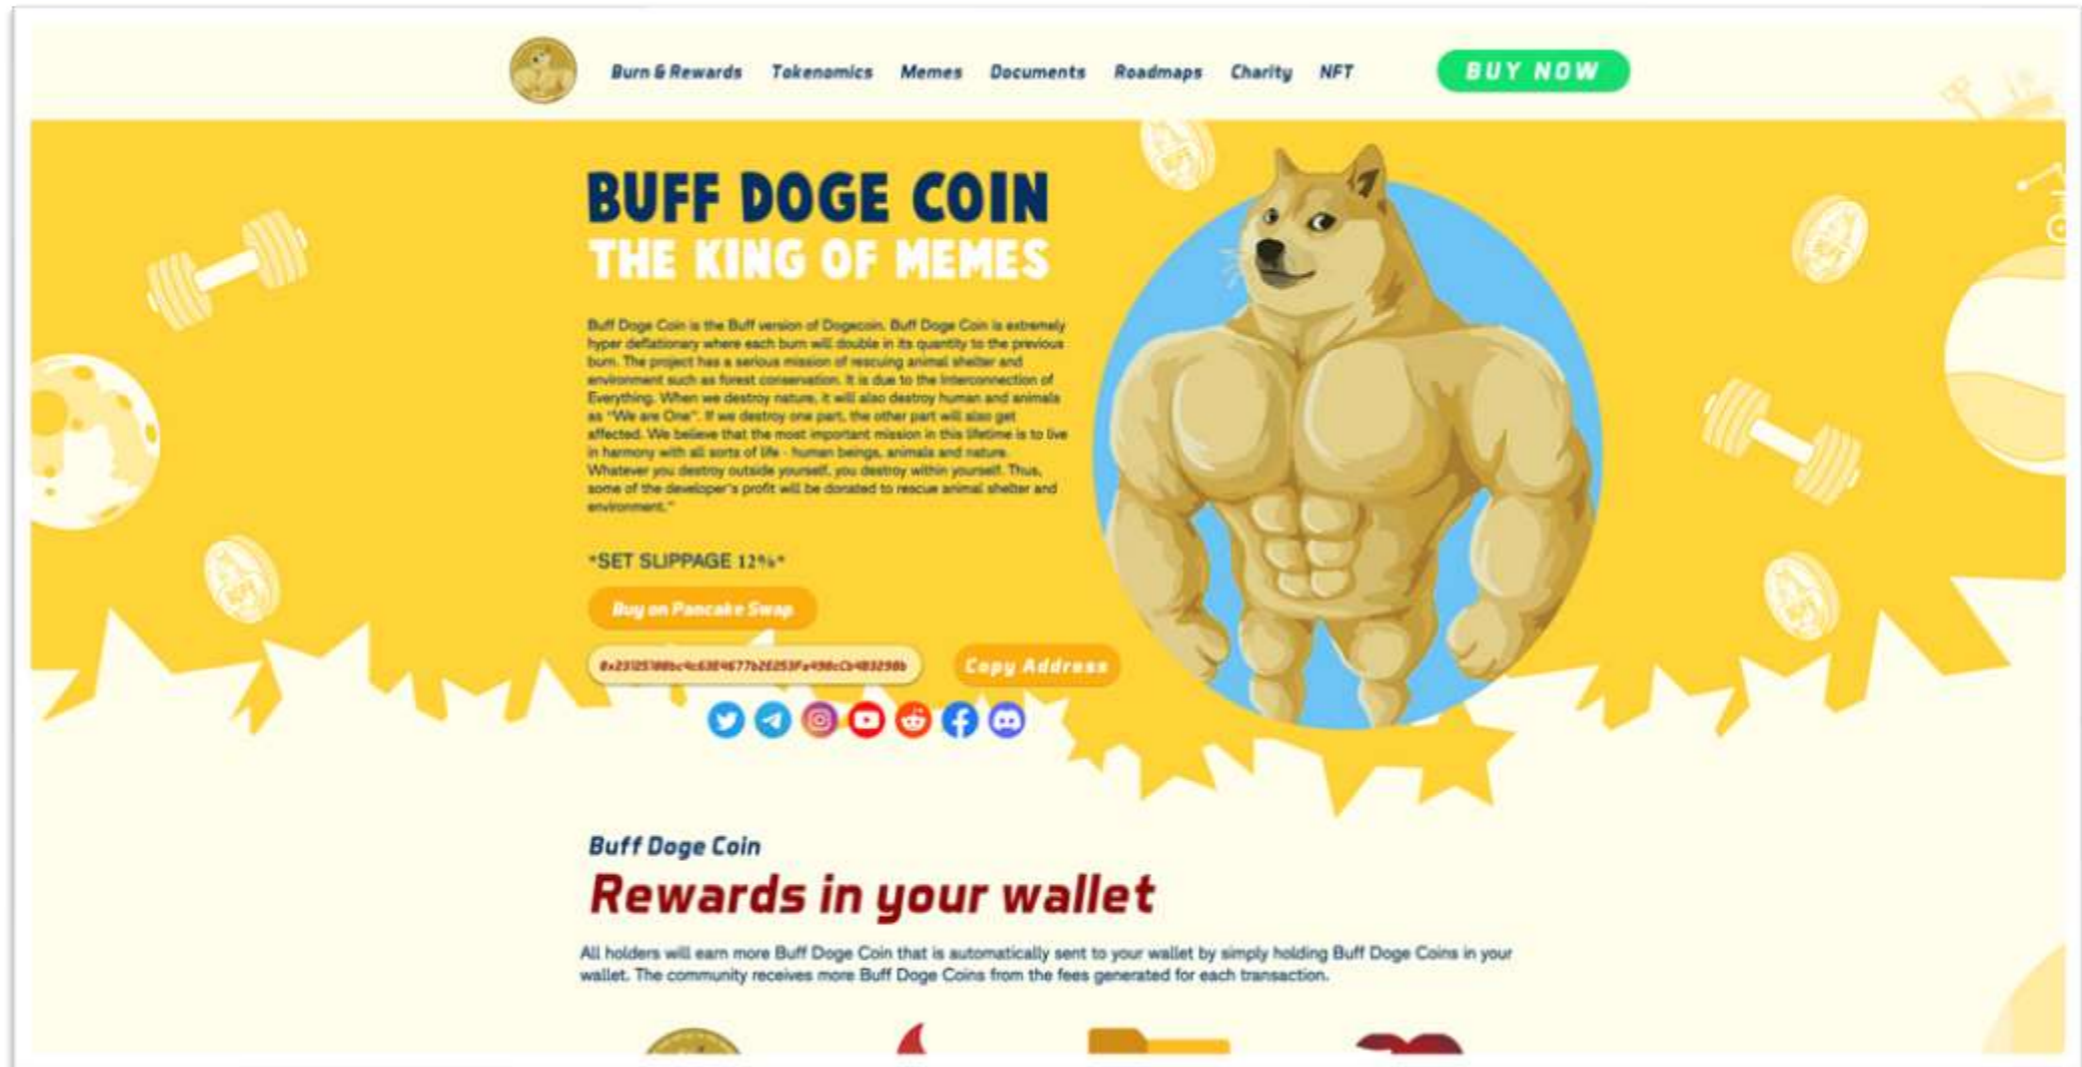 Burn & Rewards Tokenomics Memes Documents Roadmaps Charity NFT BUY NOW
BUFF DOGE COIN
THE KING OF MEMES
Buff Doge Coin is the Buff version of Dogecoin. Buff Doge Coin is extremely
hyper deflationary where each burn will double in its quantity to the previous
burn. The project has a serious mission of rescuing animal shelter and
environment such as forest conservation. It is due to the Interconnection of
Everything. When we destroy nature, it will also destroy human and animals
as "We are One". If we destroy one part, the other part will also get
affected. We believe that the most important mission in this lifetime is to live
in harmony with all sorts of life - human beings, animals and nature.
Whatever you destroy outside yourself, you destroy within yourself. Thus,
some of the developer's profit will be donated to rescue animal shelter and
environment."
*SET SLIPPAGE 12%*
Buy on Pancake Swap
Copy Address
Buff Doge Coin
Rewards in your wallet
All holders will earn more Buff Doge Coin that is automatically sent to your wallet by simply holding Buff Doge Coins in your
wallet. The community receives more Buff Doge Coins from the fees generated for each transaction.